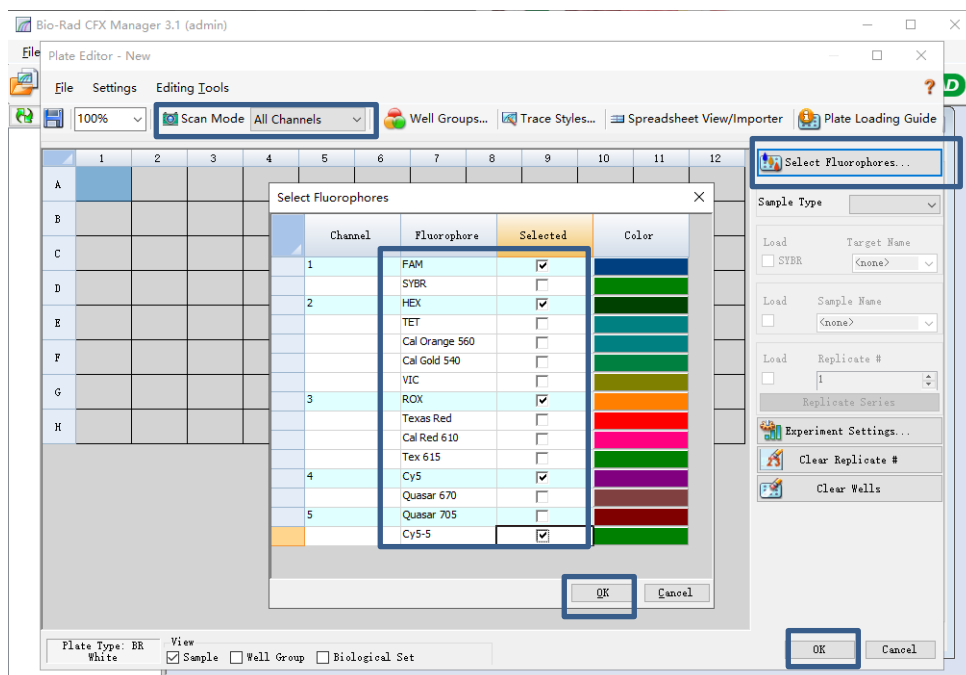 Bio-Rad CFX Manager 3.1 (admin)
File
Plate Editor - New
File Settings Editing Tools
?
D
100% Scan Mode All Channels Well Groups... Trace Styles... Spreadsheet View/Importer Plate Loading Guide
1 2 3 4 5 6 7 8 9 10 11 12
A
B
C
D
E
F
G
H
Select Fluorophores
Channel Fluorophore Selected Color
1 FAM
SYBR
2 HEX
TET
Cal Orange 560
Cal Gold 540
VIC
3 ROX
Texas Red
Cal Red 610
Tex 615
4 Cy5
Quasar 670
5 Quasar 705
Cy5-5
OK Cancel
Select Fluorophores...
Sample Type
Load Target Name
SYBR <none>
Load Sample Name
<none>
Load Replicate #
1
Replicate Series
Experiment Settings...
Clear Replicate #
Clear Wells
Plate Type: BR
White
View
Sample Well Group Biological Set
OK Cancel